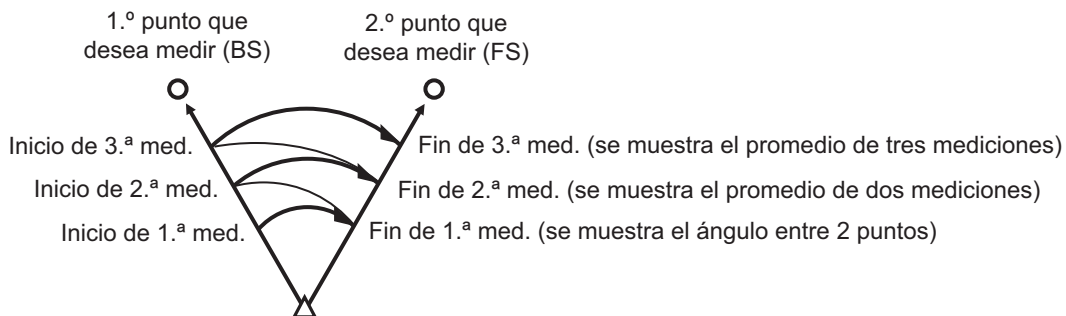 1.º punto que
desea medir (BS)
2.º punto que
desea medir (FS)
Inicio de 3.ª med.
Fin de 3.ª med. (se muestra el promedio de tres mediciones)
Inicio de 2.ª med.
Fin de 2.ª med. (se muestra el promedio de dos mediciones)
Inicio de 1.ª med.
Fin de 1.ª med. (se muestra el ángulo entre 2 puntos)